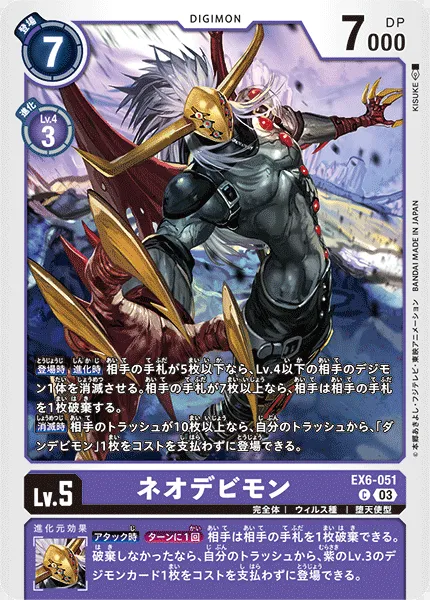 DIGIMON
登場
7
7000
DP
進化
Lv.4
3
KISUKE
© 本郷あきよし・フジテレビ・東映アニメーション BANDAI MADE IN JAPAN
登場時 進化時 相手の手札が5枚以下なら、Lv.4以下の相手のデジモ
ン1体を消滅させる。相手の手札が7枚以上なら、相手は相手の手札
を1枚破棄する。
消滅時 相手のトラッシュが10枚以上なら、自分のトラッシュから、「ダ
ンデビモン」1枚をコストを支払わずに登場できる。
Lv.5
ネオデビモン
EX6-051
C 03
完全体 | ウィルス種 | 堕天使型
進化元効果
アタック時 ターンに1回 相手は相手の手札を1枚破棄できる。
破棄しなかったなら、自分のトラッシュから、紫のLv.3のデ
ジモンカード1枚をコストを支払わずに登場できる。